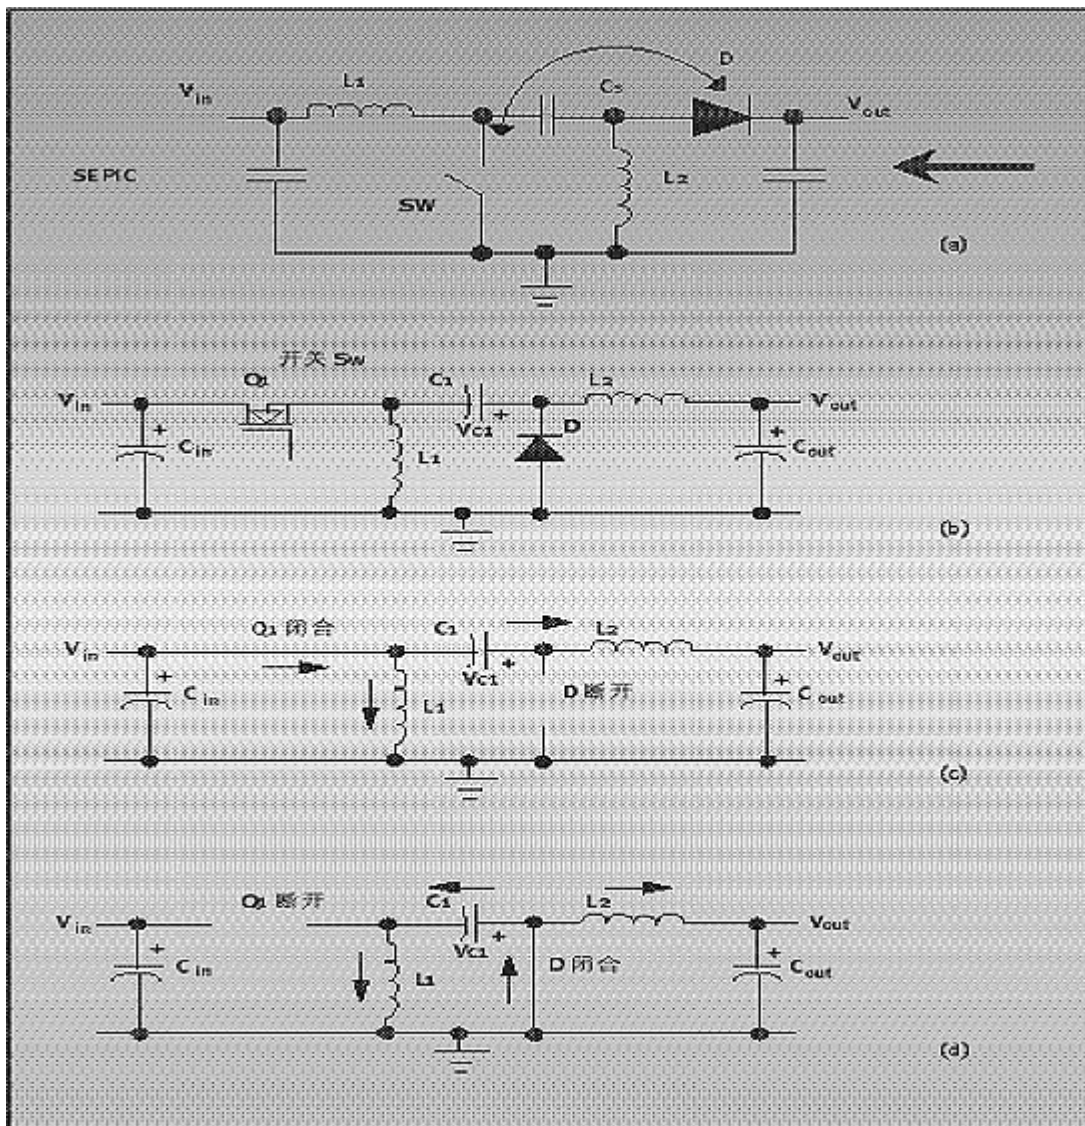 D
L1
Vin
Cs
Vout
SEPIC
L2
SW
(a)
开关 SW
Q1
C1
L2
Vin
Vout
+
VC1 +
D
+
Cin
L1
Cout
(b)
Q1 闭合
C1
L2
Vin
Vout
+
VC1 +
+
Cin
L1
D 断开
Cout
(c)
Q1 断开
C1
L2
Vin
Vout
+
VC1 +
+
Cin
L1
D 闭合
Cout
(d)